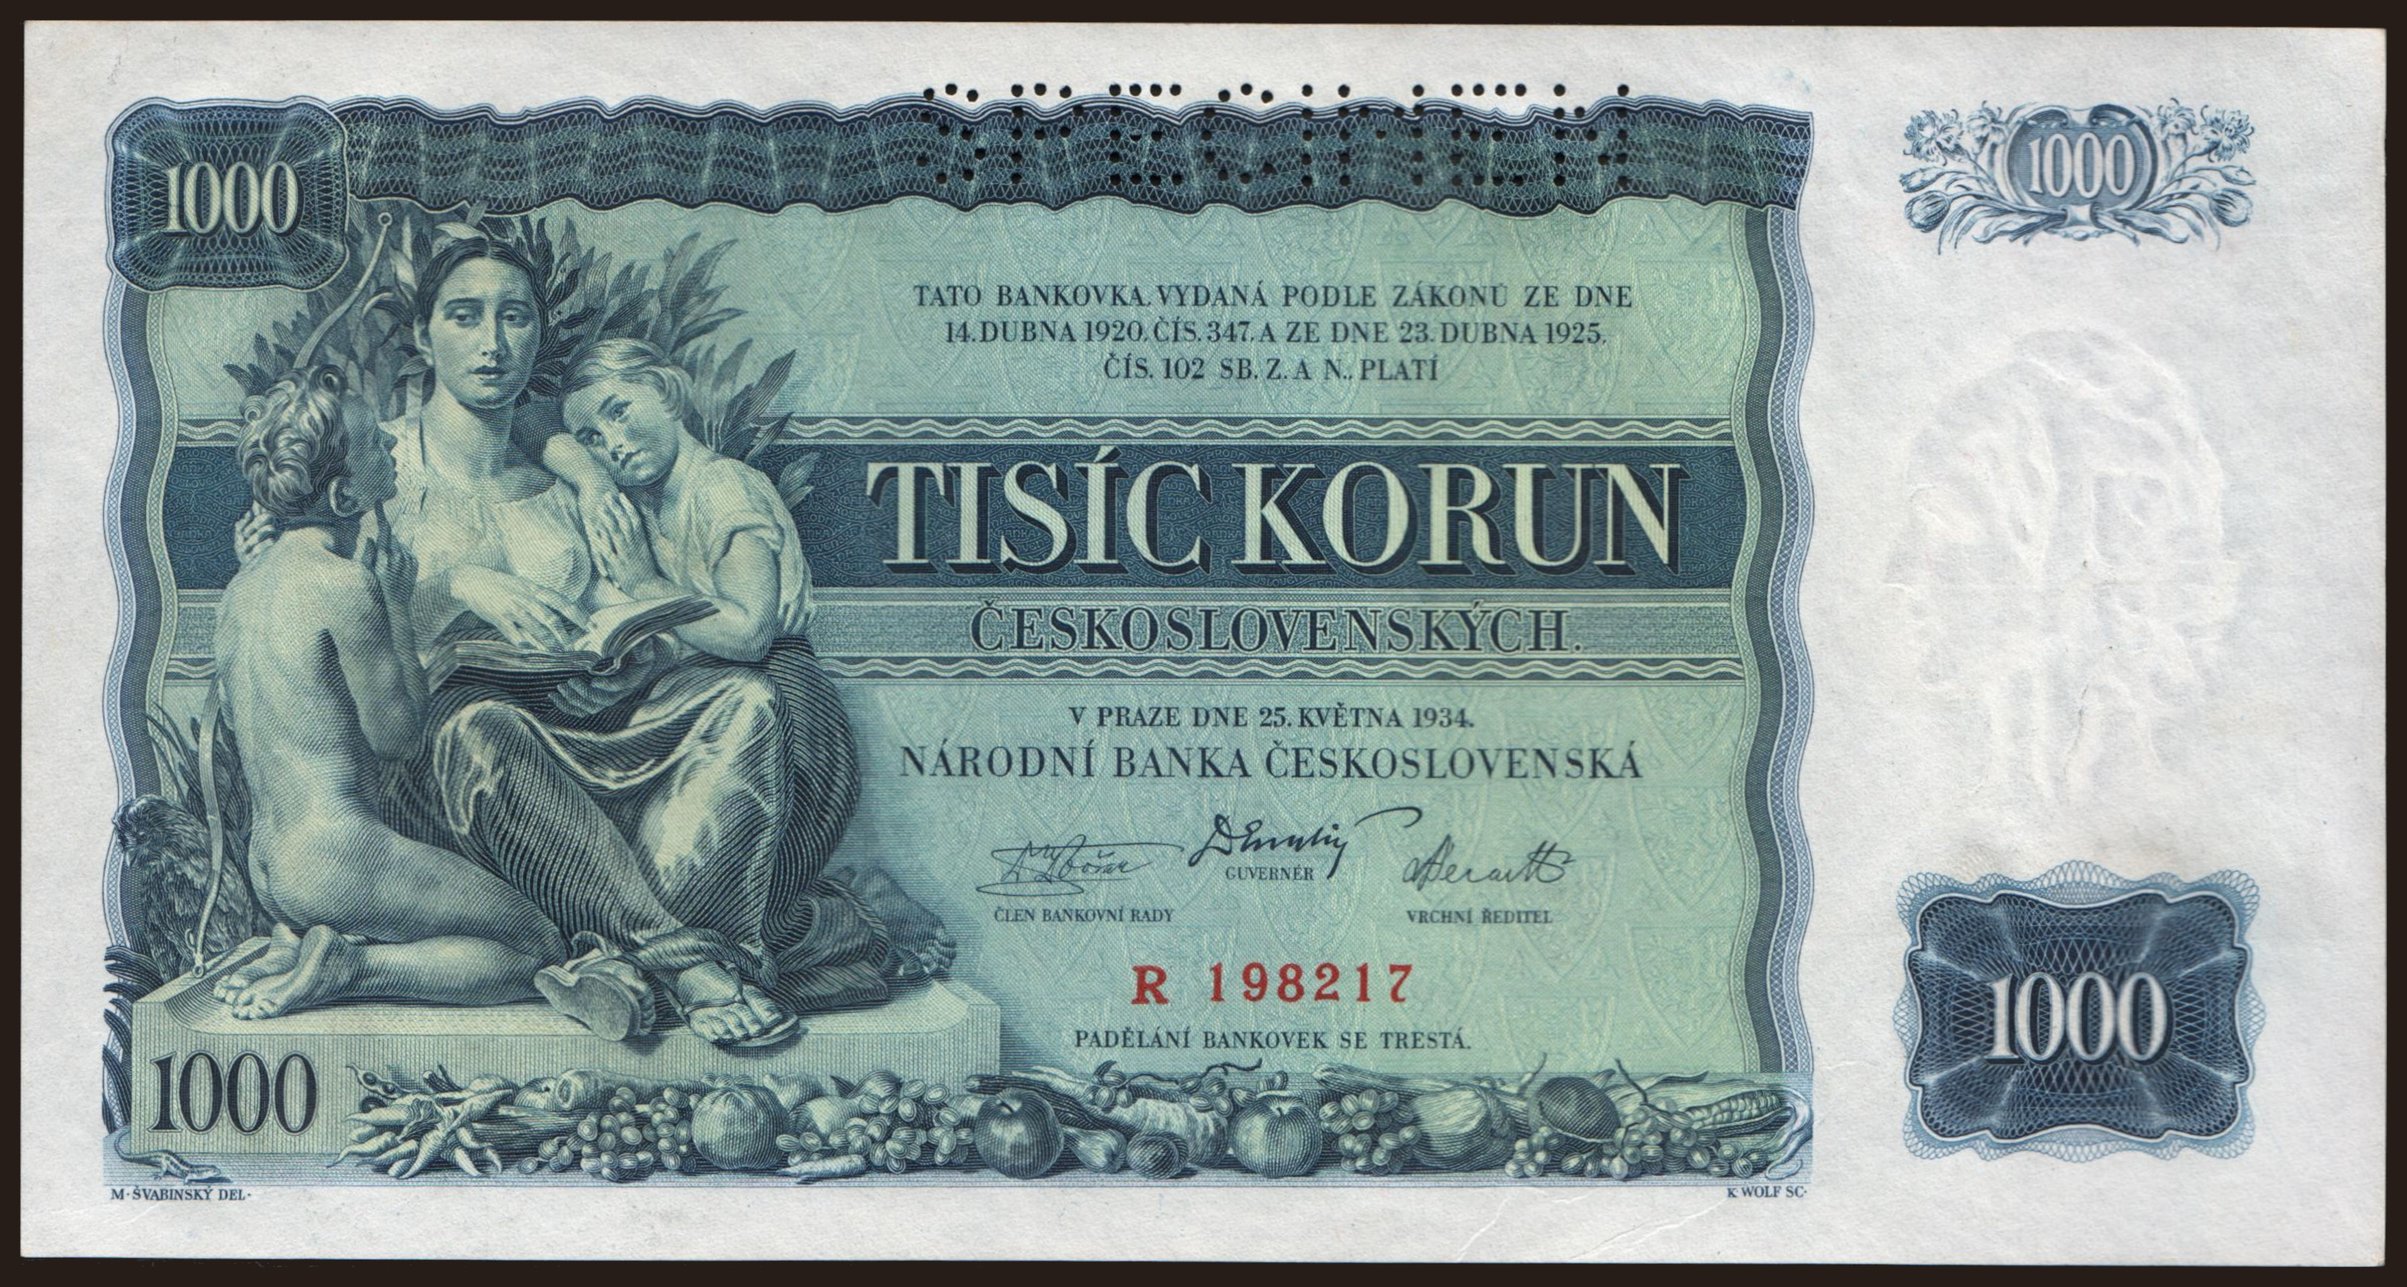 SPECIMEN
1000
1000
TATO BANKOVKA, VYDANÁ PODLE ZÁKONŮ ZE DNE
14. DUBNA 1920, ČÍS. 347, A ZE DNE 23. DUBNA 1925,
ČÍS. 102 SB. Z. A N., PLATÍ
TISÍC KORUN
ČESKOSLOVENSKÝCH.
V PRAZE DNE 25. KVĚTNA 1934.
NÁRODNÍ BANKA ČESKOSLOVENSKÁ
GUVERNÉR
ČLEN BANKOVNÍ RADY
VRCHNÍ ŘEDITEL
R 198217
PADĚLÁNÍ BANKOVEK SE TRESTÁ.
1000
1000
M. ŠVABINSKÝ DEL.
K. WOLF SC.